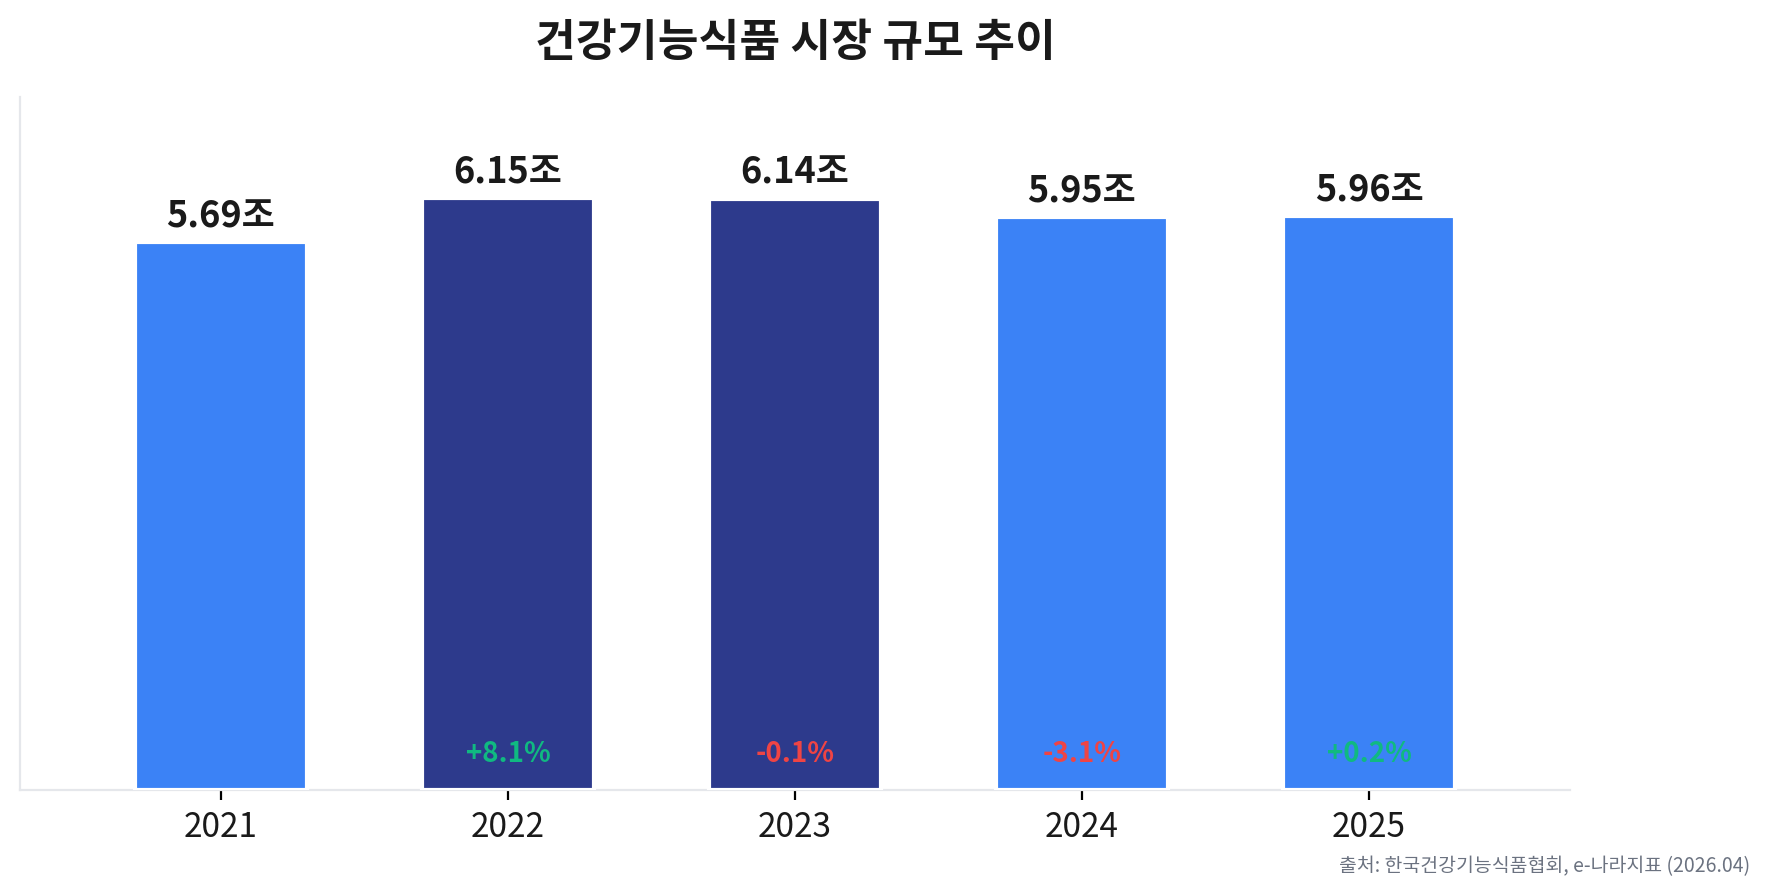 건강기능식품 시장 규모 추이
5.69조
6.15조
6.14조
5.95조
5.96조
+8.1%
-0.1%
-3.1%
+0.2%
2021
2022
2023
2024
2025
출처: 한국건강기능식품협회, e-나라지표 (2026.04)